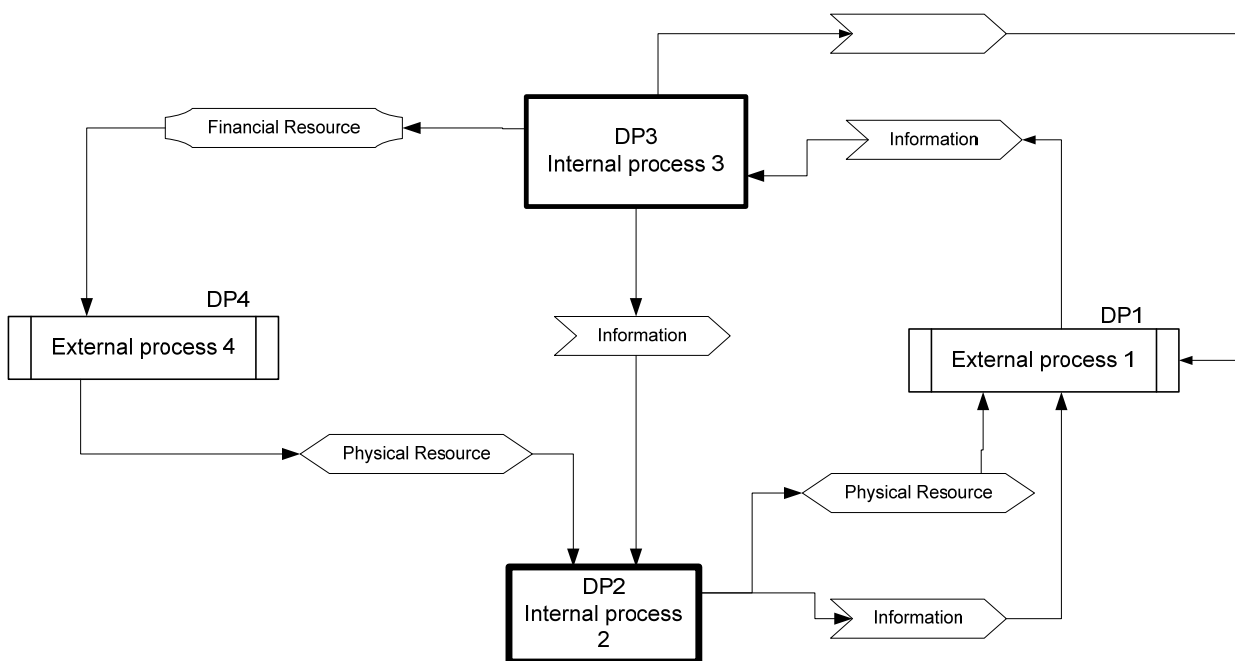 Financial Resource
DP3
Internal process 3
Information
DP4
External process 4
Information
DP1
External process 1
Physical Resource
Physical Resource
DP2
Internal process
2
Information